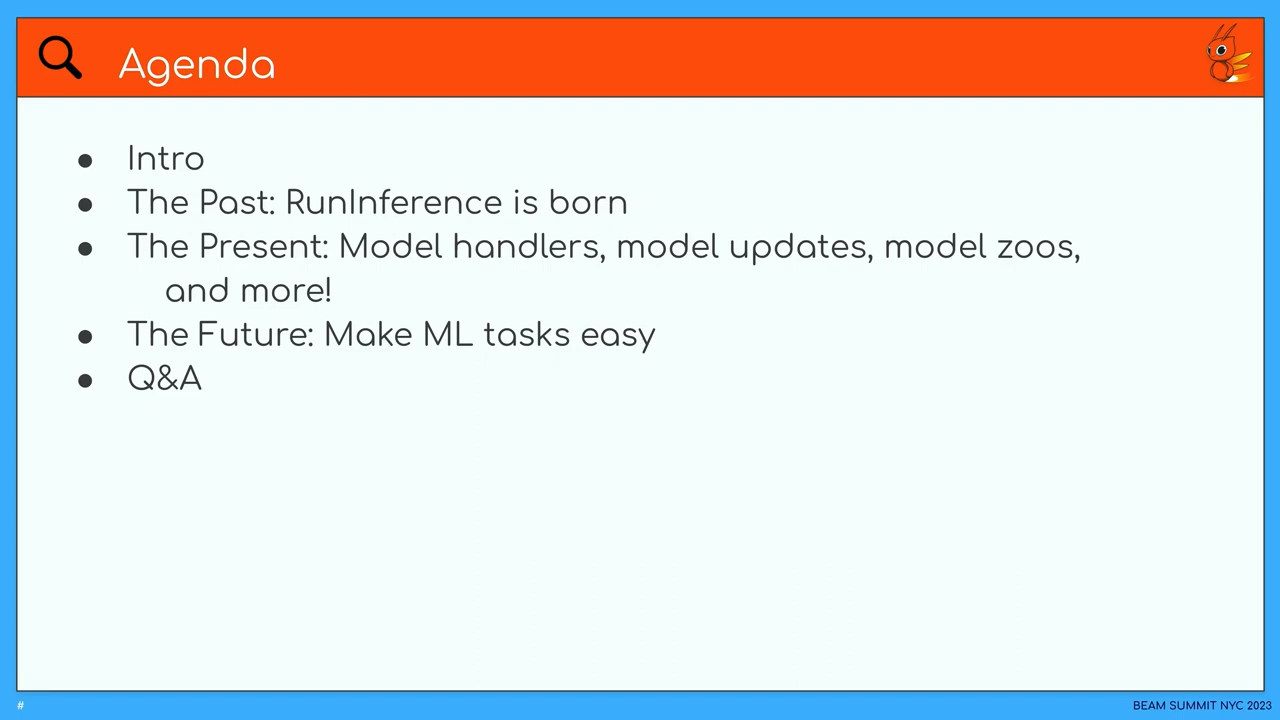 Agenda
● Intro
● The Past: RunInference is born
● The Present: Model handlers, model updates, model zoos,
and more!
● The Future: Make ML tasks easy
● Q&A
#
BEAM SUMMIT NYC 2023